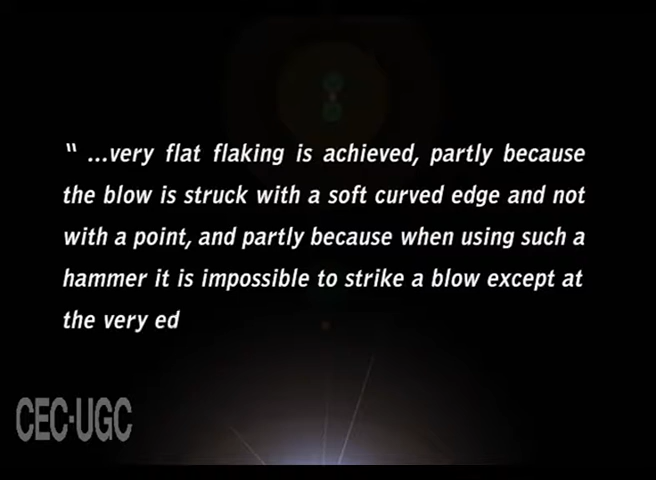 “ ...very flat flaking is achieved, partly because
the blow is struck with a soft curved edge and not
with a point, and partly because when using such a
hammer it is impossible to strike a blow except at
the very ed
CEC-UGC